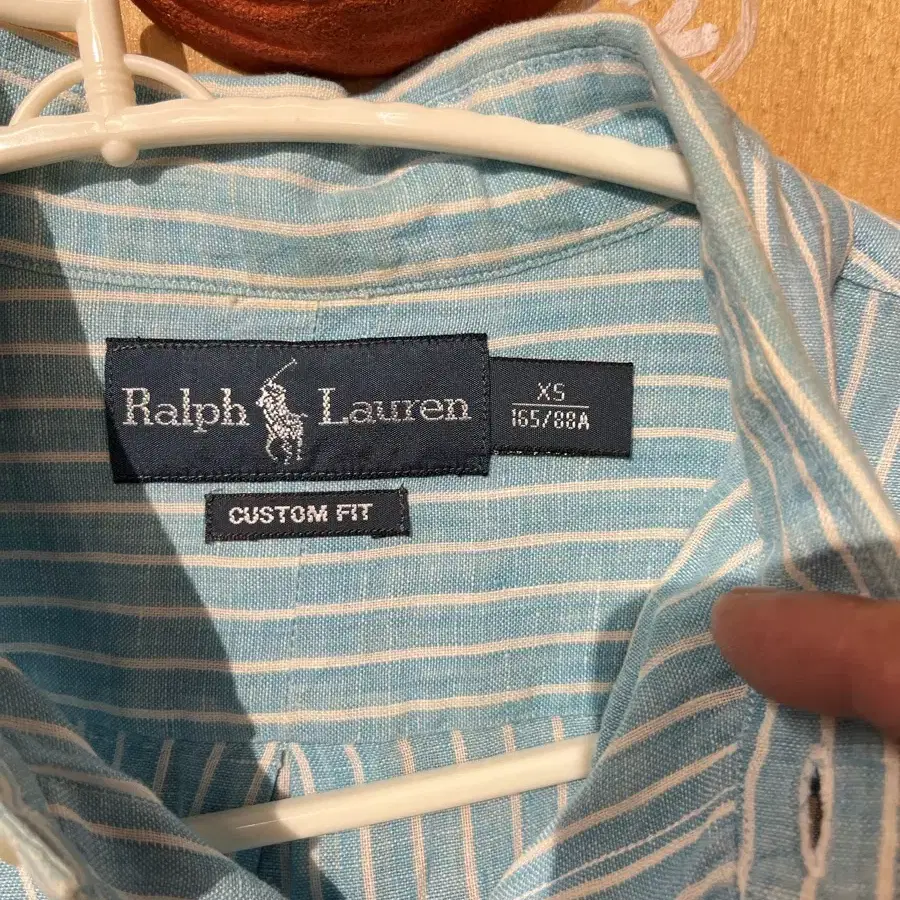 Ralph Lauren
XS
165/88A
CUSTOM FIT